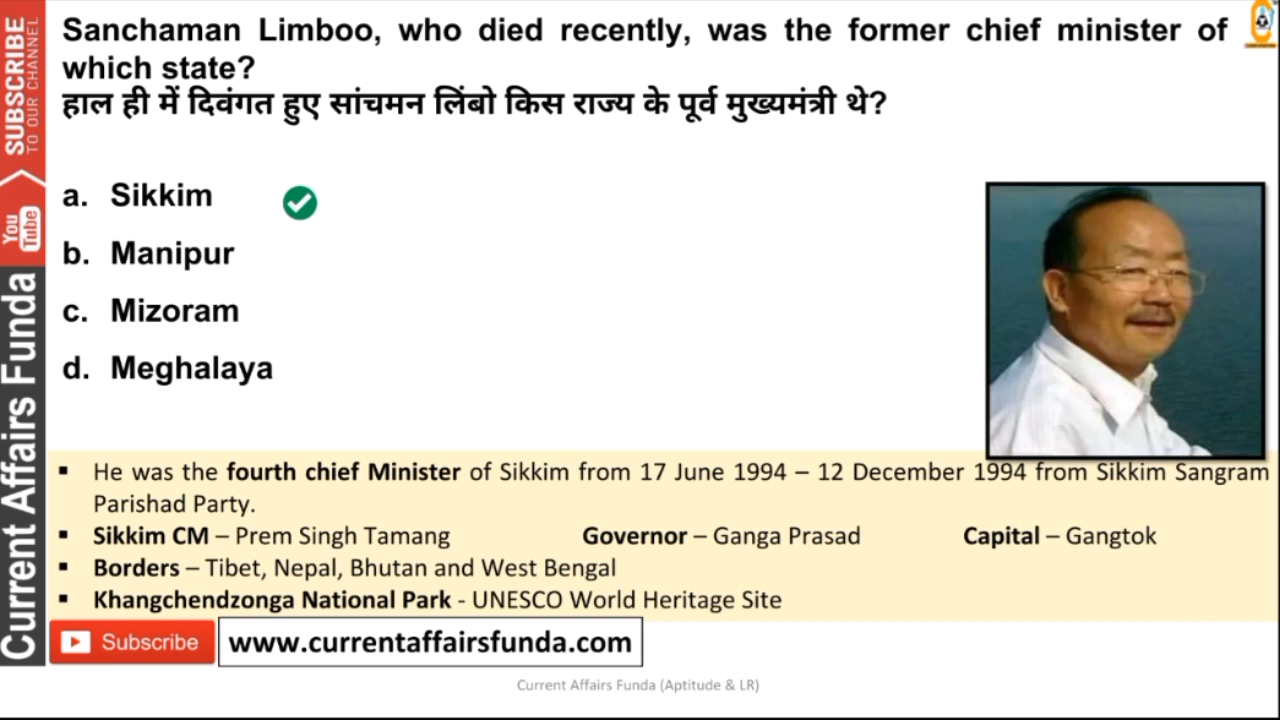 Sanchaman Limboo, who died recently, was the former chief minister of
which state?
हाल ही में दिवंगत हुए सांचमन लिंबो किस राज्य के पूर्व मुख्यमंत्री थे?
a. Sikkim
b. Manipur
c. Mizoram
d. Meghalaya
▪ He was the fourth chief Minister of Sikkim from 17 June 1994 – 12 December 1994 from Sikkim Sangram
Parishad Party.
▪ Sikkim CM – Prem Singh Tamang Governor – Ganga Prasad Capital – Gangtok
▪ Borders – Tibet, Nepal, Bhutan and West Bengal
▪ Khangchendzonga National Park - UNESCO World Heritage Site
Subscribe
www.currentaffairsfunda.com
Current Affairs Funda (Aptitude & LR)
SUBSCRIBE
TO OUR CHANNEL
You
Tube
Current Affairs Funda